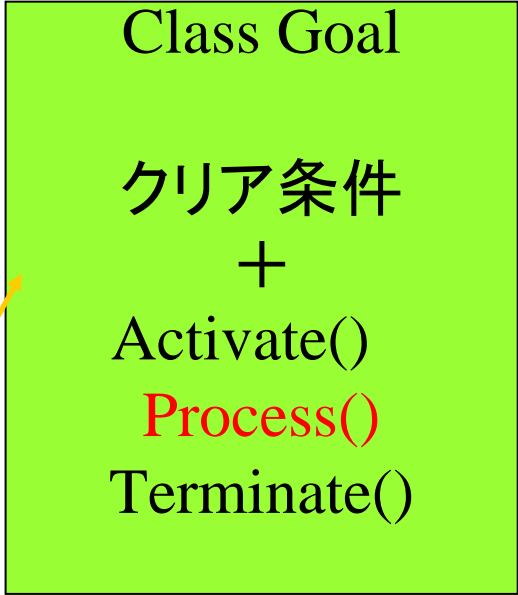 Class Goal
クリア条件
＋
Activate()
Process()
Terminate()